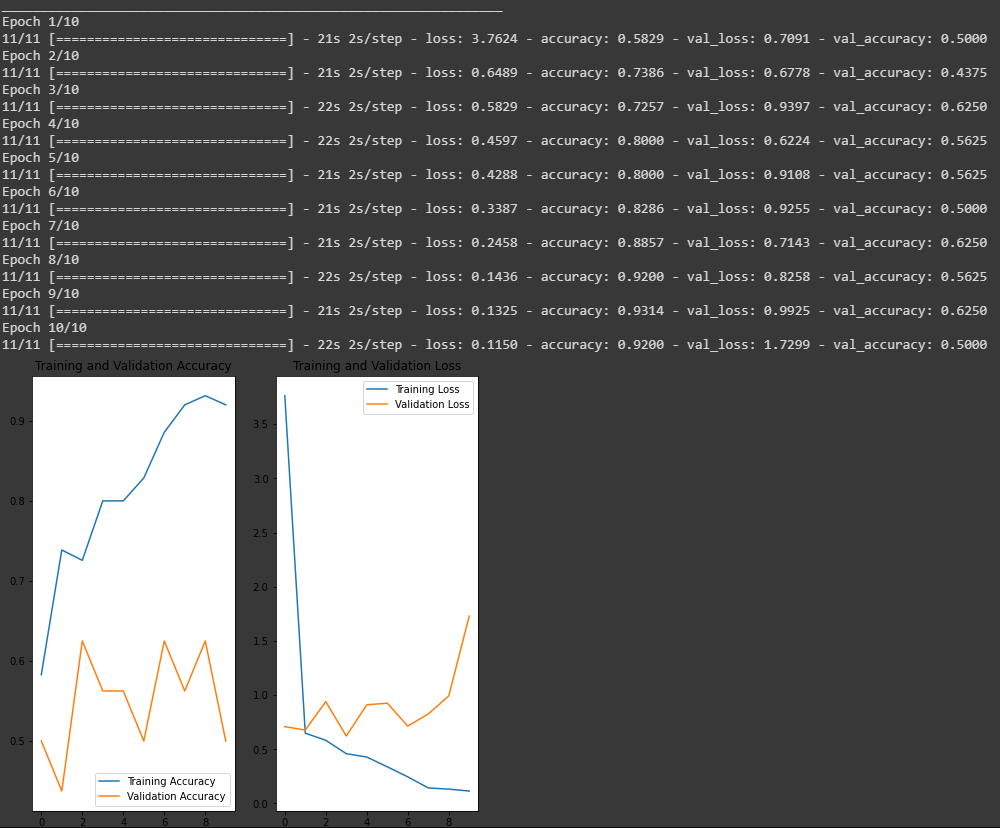 Epoch 1/10
11/11 [==============================] - 21s 2s/step - loss: 3.7624 - accuracy: 0.5829 - val_loss: 0.7091 - val_accuracy: 0.5000
Epoch 2/10
11/11 [==============================] - 21s 2s/step - loss: 0.6489 - accuracy: 0.7386 - val_loss: 0.6778 - val_accuracy: 0.4375
Epoch 3/10
11/11 [==============================] - 22s 2s/step - loss: 0.5829 - accuracy: 0.7257 - val_loss: 0.9397 - val_accuracy: 0.6250
Epoch 4/10
11/11 [==============================] - 22s 2s/step - loss: 0.4597 - accuracy: 0.8000 - val_loss: 0.6224 - val_accuracy: 0.5625
Epoch 5/10
11/11 [==============================] - 21s 2s/step - loss: 0.4288 - accuracy: 0.8000 - val_loss: 0.9108 - val_accuracy: 0.5625
Epoch 6/10
11/11 [==============================] - 21s 2s/step - loss: 0.3387 - accuracy: 0.8286 - val_loss: 0.9255 - val_accuracy: 0.5000
Epoch 7/10
11/11 [==============================] - 21s 2s/step - loss: 0.2458 - accuracy: 0.8857 - val_loss: 0.7143 - val_accuracy: 0.6250
Epoch 8/10
11/11 [==============================] - 22s 2s/step - loss: 0.1436 - accuracy: 0.9200 - val_loss: 0.8258 - val_accuracy: 0.5625
Epoch 9/10
11/11 [==============================] - 21s 2s/step - loss: 0.1325 - accuracy: 0.9314 - val_loss: 0.9925 - val_accuracy: 0.6250
Epoch 10/10
11/11 [==============================] - 22s 2s/step - loss: 0.1150 - accuracy: 0.9200 - val_loss: 1.7299 - val_accuracy: 0.5000
Training and Validation Accuracy
0.9
0.8
0.7
0.6
0.5
Training Accuracy
Validation Accuracy
0 2 4 6 8
Training and Validation Loss
Training Loss
Validation Loss
3.5
3.0
2.5
2.0
1.5
1.0
0.5
0.0
0 2 4 6 8